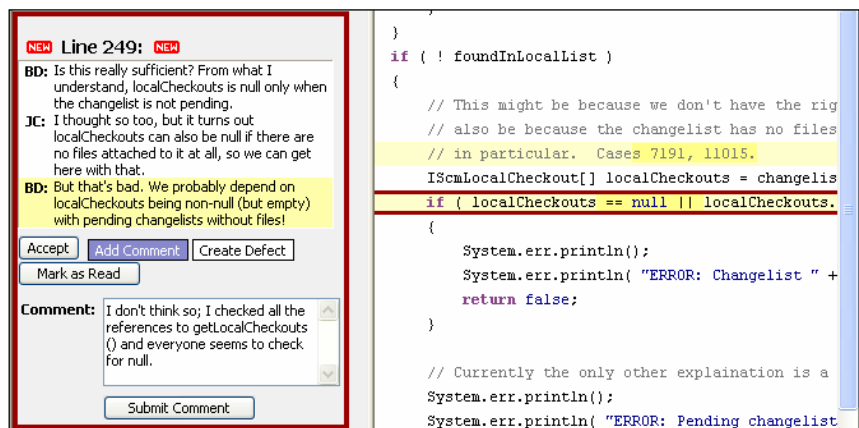 NEW Line 249: NEW
BD: Is this really sufficient? From what I
understand, localCheckouts is null only when
the changelist is not pending.
JC: I thought so too, but it turns out
localCheckouts can also be null if there are
no files attached to it at all, so we can get
here with that.
BD: But that's bad. We probably depend on
localCheckouts being non-null (but empty)
with pending changelists without files!
Accept Add Comment Create Defect
Mark as Read
Comment: I don't think so; I checked all the
references to getLocalCheckouts
() and everyone seems to check
for null.
Submit Comment
}
if ( ! foundInLocalList )
{
// This might be because we don't have the rig
// also be because the changelist has no files
// in particular.  Cases 7191, 11015.
IScmLocalCheckout[] localCheckouts = changelis
if ( localCheckouts == null || localCheckouts.
{
System.err.println();
System.err.println( "ERROR: Changelist " +
return false;
}
// Currently the only other explaination is a
System.err.println();
System.err.println( "ERROR: Pending changelist